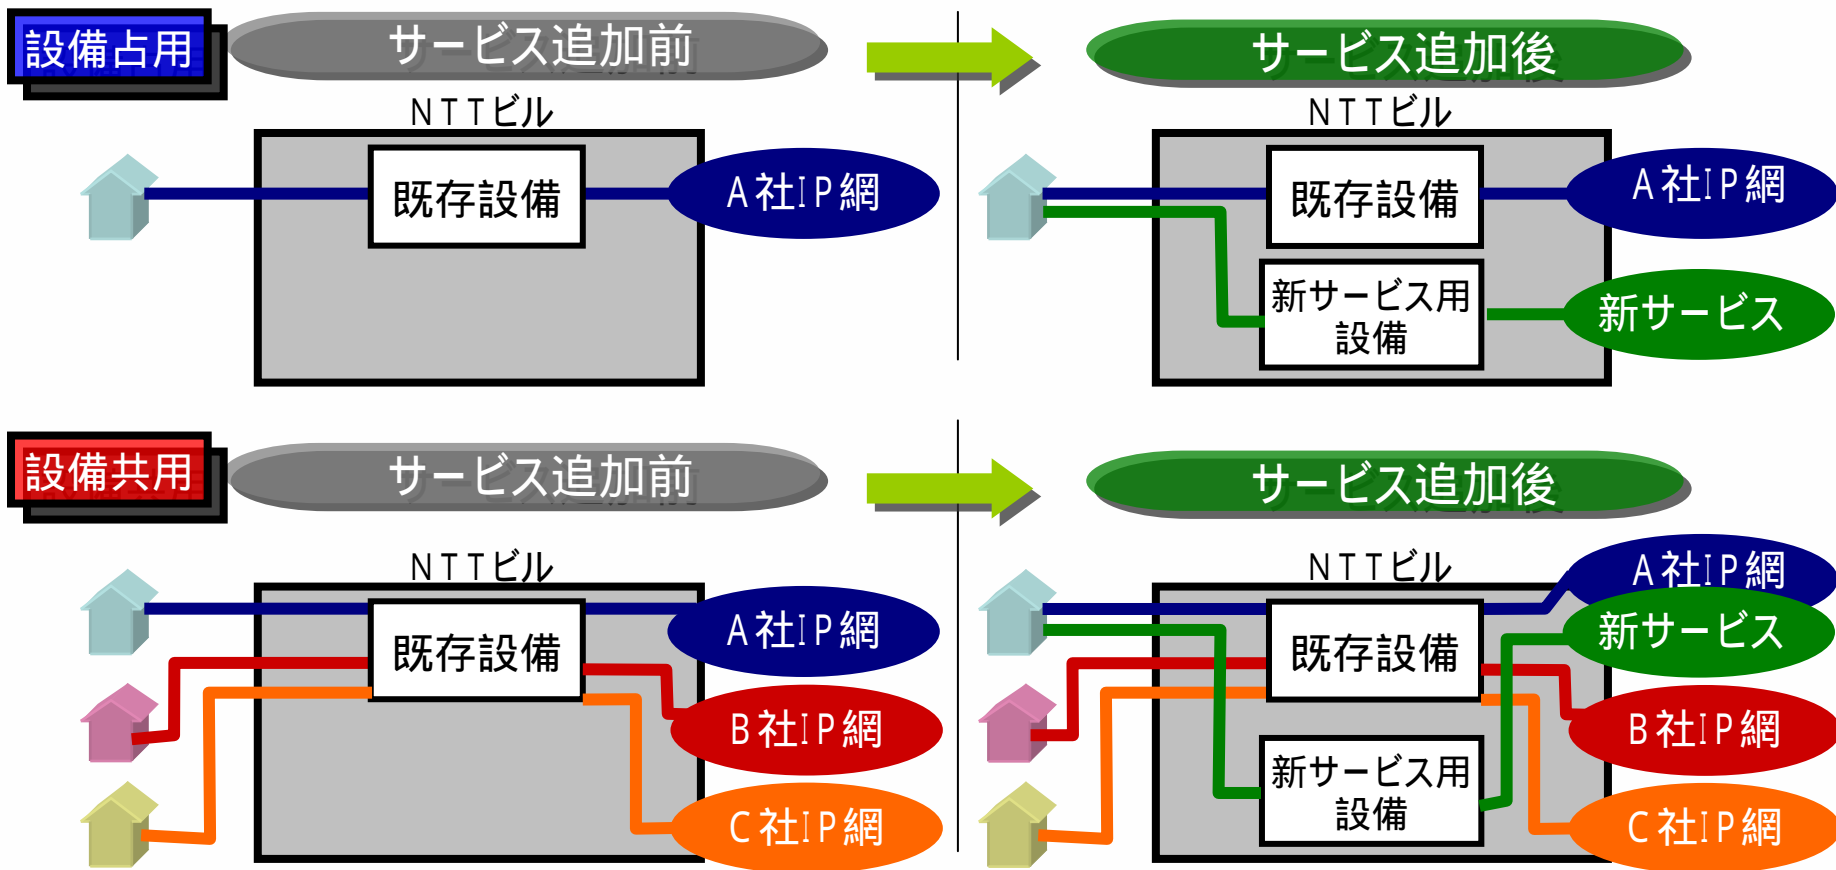 設備占用
サービス追加前
サービス追加後
NTTビル
既存設備
A社IP網
NTTビル
既存設備
A社IP網
新サービス用
設備
新サービス
設備共用
サービス追加前
サービス追加後
NTTビル
既存設備
A社IP網
B社IP網
C社IP網
NTTビル
既存設備
A社IP網
新サービス
B社IP網
新サービス用
設備
C社IP網